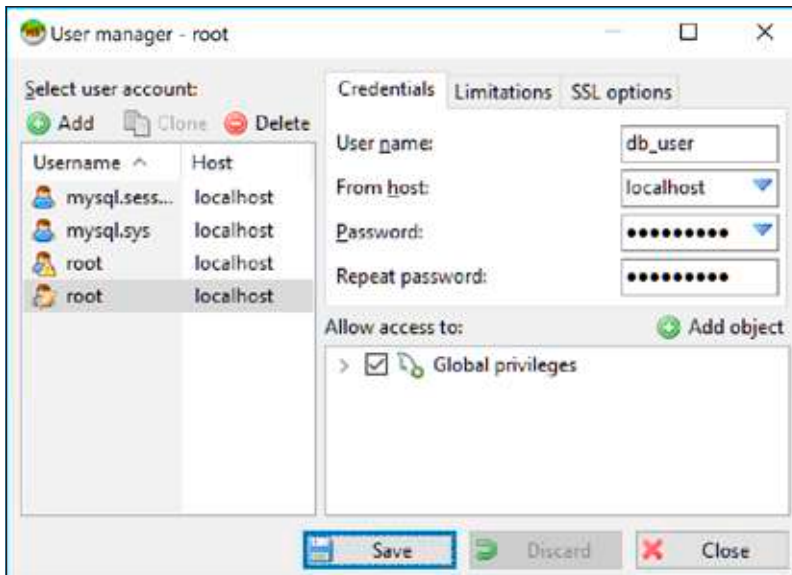 User manager - root
Select user account:
Add Clone Delete
Username Host
mysql.sess... localhost
mysql.sys localhost
root localhost
root localhost
Credentials Limitations SSL options
User name: db_user
From host: localhost
Password: ●●●●●●●●●
Repeat password: ●●●●●●●●●
Allow access to: Add object
Global privileges
Save Discard Close